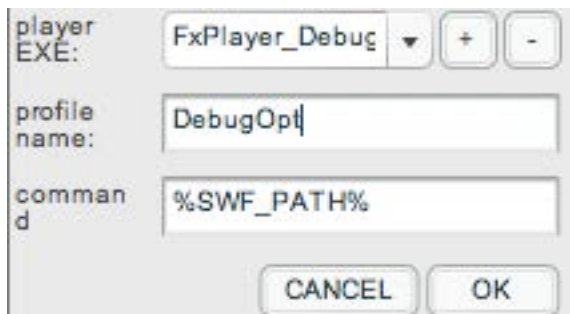 player
EXE:
FxPlayer_Debug
+
-
profile
name:
DebugOpt
comman
d
%SWF_PATH%
CANCEL
OK